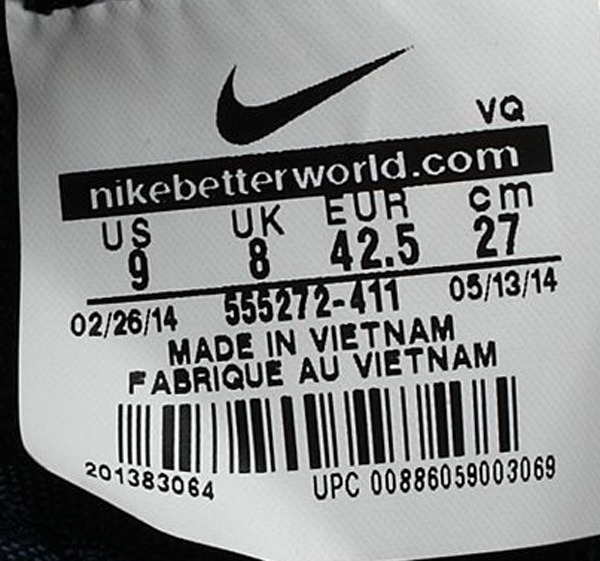 VQ
nikebetterworld.com
US UK EUR cm
9 8 42.5 27
02/26/14 555272-411 05/13/14
MADE IN VIETNAM
FABRIQUE AU VIETNAM
201383064 UPC 00886059003069